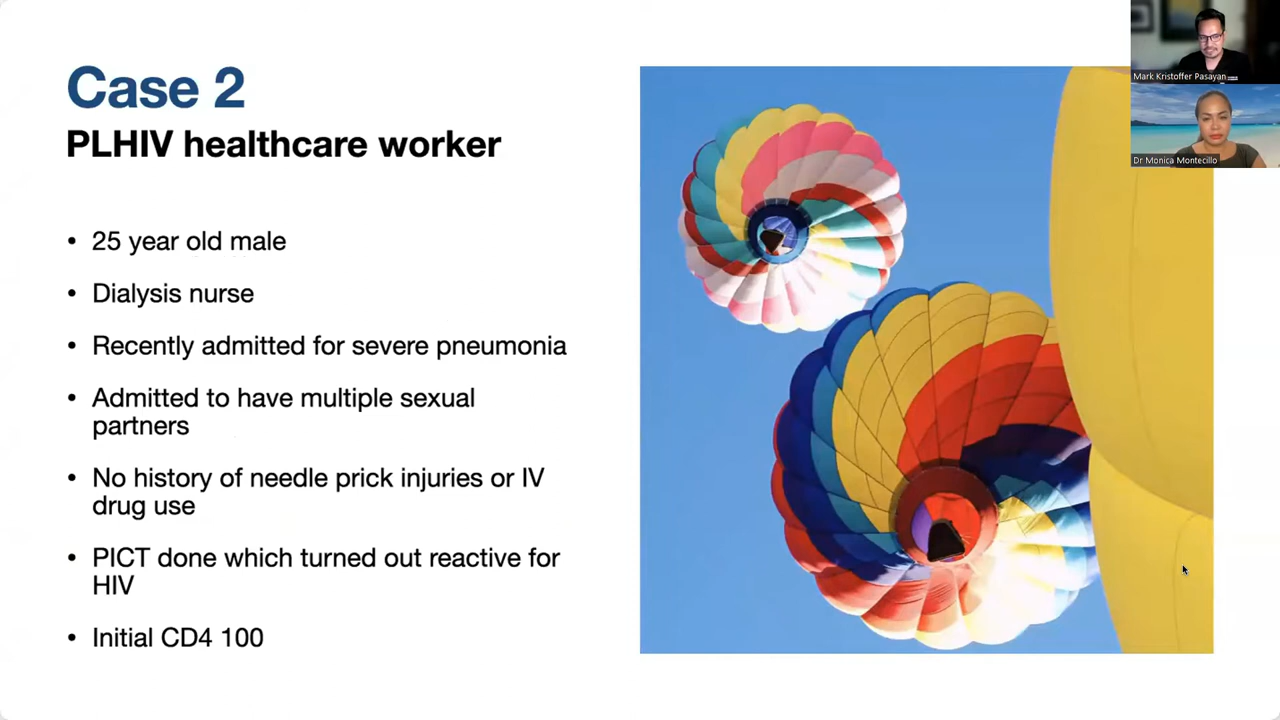 Case 2
PLHIV healthcare worker
• 25 year old male
• Dialysis nurse
• Recently admitted for severe pneumonia
• Admitted to have multiple sexual
partners
• No history of needle prick injuries or IV
drug use
• PICT done which turned out reactive for
HIV
• Initial CD4 100
Mark Kristoffer Pasayan
Dr Monica Montecillo